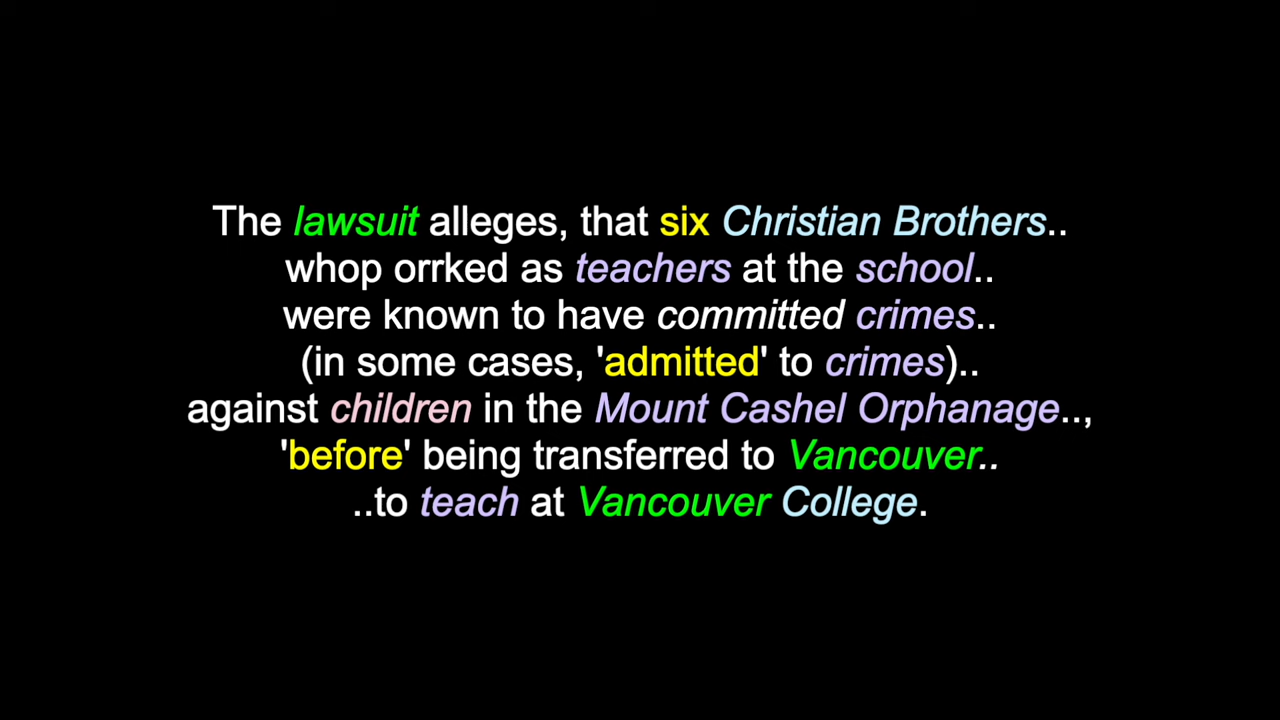 The lawsuit alleges, that six Christian Brothers..
whop orrked as teachers at the school..
were known to have committed crimes..
(in some cases, 'admitted' to crimes)..
against children in the Mount Cashel Orphanage..,
'before' being transferred to Vancouver..
..to teach at Vancouver College.